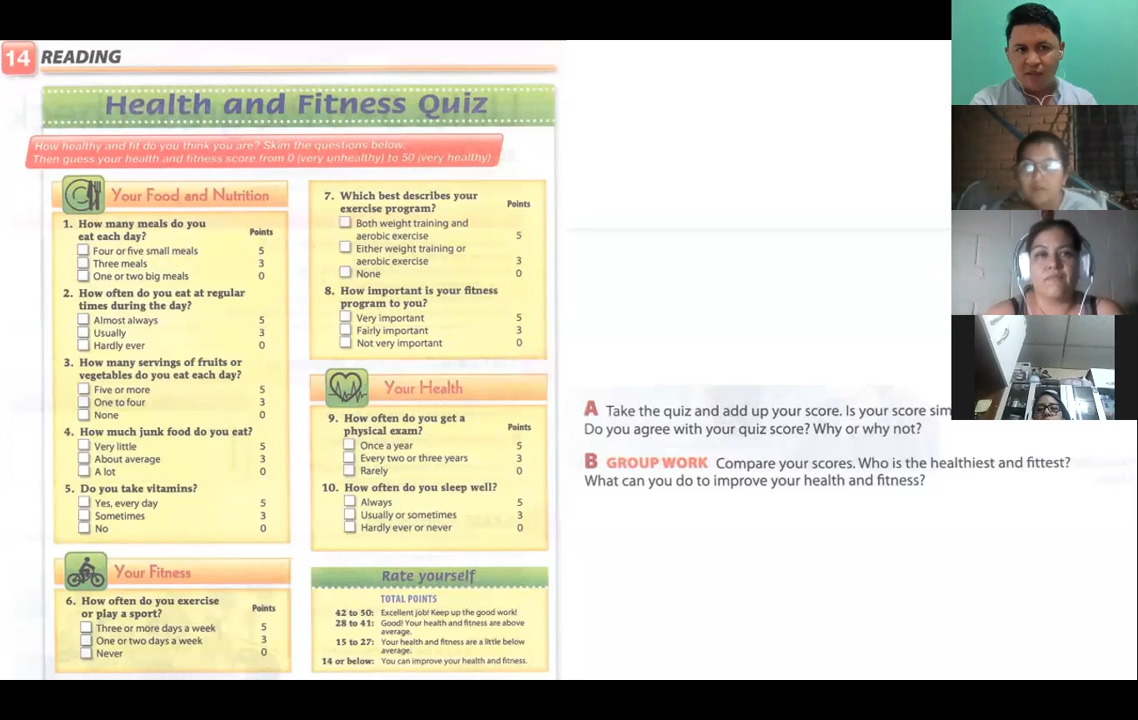 14 READING
Health and Fitness Quiz
How healthy and fit do you think you are? Skim the questions below.
Then guess your health and fitness score from 0 (very unhealthy) to 50 (very healthy)
Your Food and Nutrition
1. How many meals do you
eat each day? Points
Four or five small meals 5
Three meals 3
One or two big meals 0
2. How often do you eat at regular
times during the day?
Almost always 5
Usually 3
Hardly ever 0
3. How many servings of fruits or
vegetables do you eat each day?
Five or more 5
One to four 3
None 0
4. How much junk food do you eat?
Very little 5
About average 3
A lot 0
5. Do you take vitamins?
Yes, every day 5
Sometimes 3
No 0
Your Fitness
6. How often do you exercise
or play a sport? Points
Three or more days a week 5
One or two days a week 3
Never 0
7. Which best describes your
exercise program? Points
Both weight training and
aerobic exercise 5
Either weight training or
aerobic exercise 3
None 0
8. How important is your fitness
program to you?
Very important 5
Fairly important 3
Not very important 0
Your Health
9. How often do you get a
physical exam? Points
Once a year 5
Every two or three years 3
Rarely 0
10. How often do you sleep well?
Always 5
Usually or sometimes 3
Hardly ever or never 0
Rate yourself
TOTAL POINTS
42 to 50: Excellent job! Keep up the good work!
28 to 41: Good! Your health and fitness are above
average.
15 to 27: Your health and fitness are a little below
average.
14 or below: You can improve your health and fitness.
A Take the quiz and add up your score. Is your score
Do you agree with your quiz score? Why or why not?
B GROUP WORK Compare your scores. Who is the healthiest and fittest?
What can you do to improve your health and fitness?